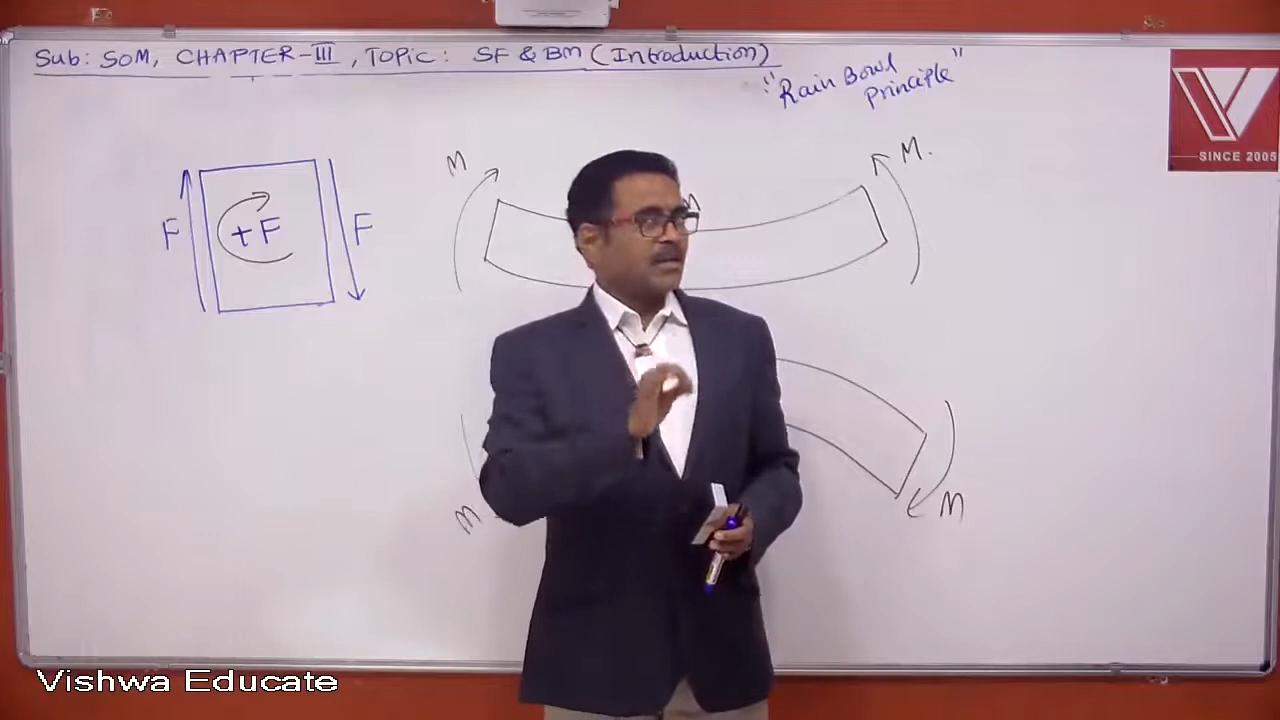 Sub: SOM, CHAPTER-III, TOPIC: SF & BM (Introduction)
"Rain Bowl
Principle"
SINCE 2005
M
M.
F
+F
F
M
M
Vishwa Educate